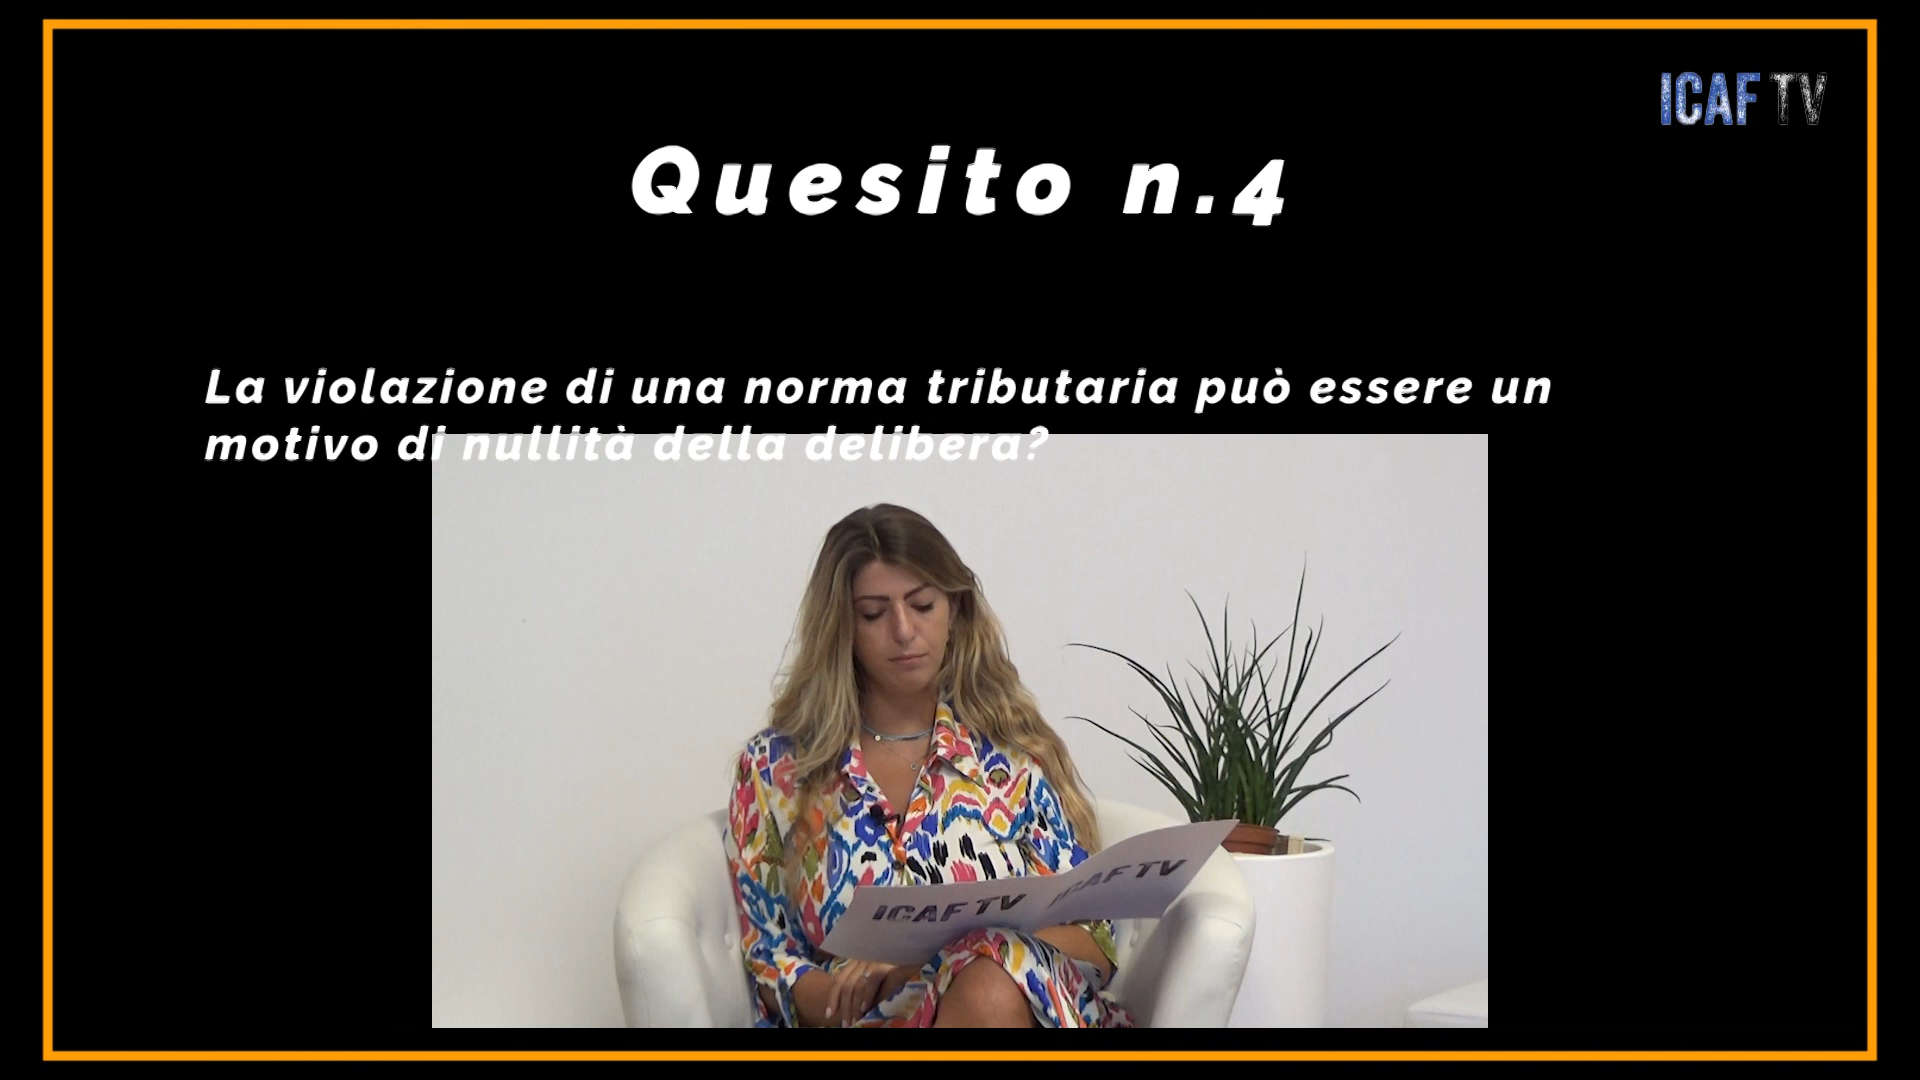 ICAF TV
Quesito n.4
La violazione di una norma tributaria può essere un
motivo di nullità della delibera?
ICAF TV ICAF TV